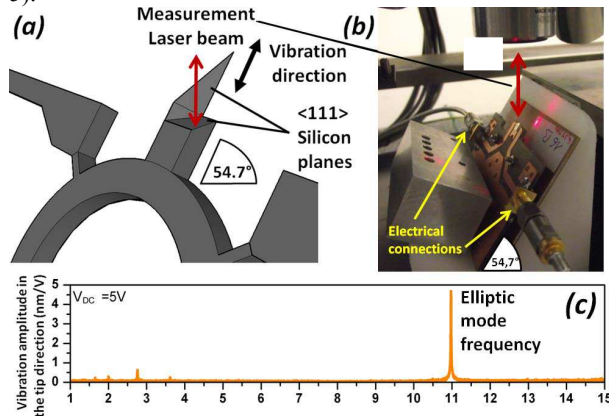 5).
(a)
Measurement
Laser beam
Vibration
direction
<111>
Silicon
planes
54.7°
(b)
Electrical
connections
54,7°
(c)
Vibration amplitude in
the tip direction (nm/V)
5
4
3
2
1
0
V_DC =5V
Elliptic
mode
frequency
1 2 3 4 5 6 7 8 9 10 11 12 13 14 15